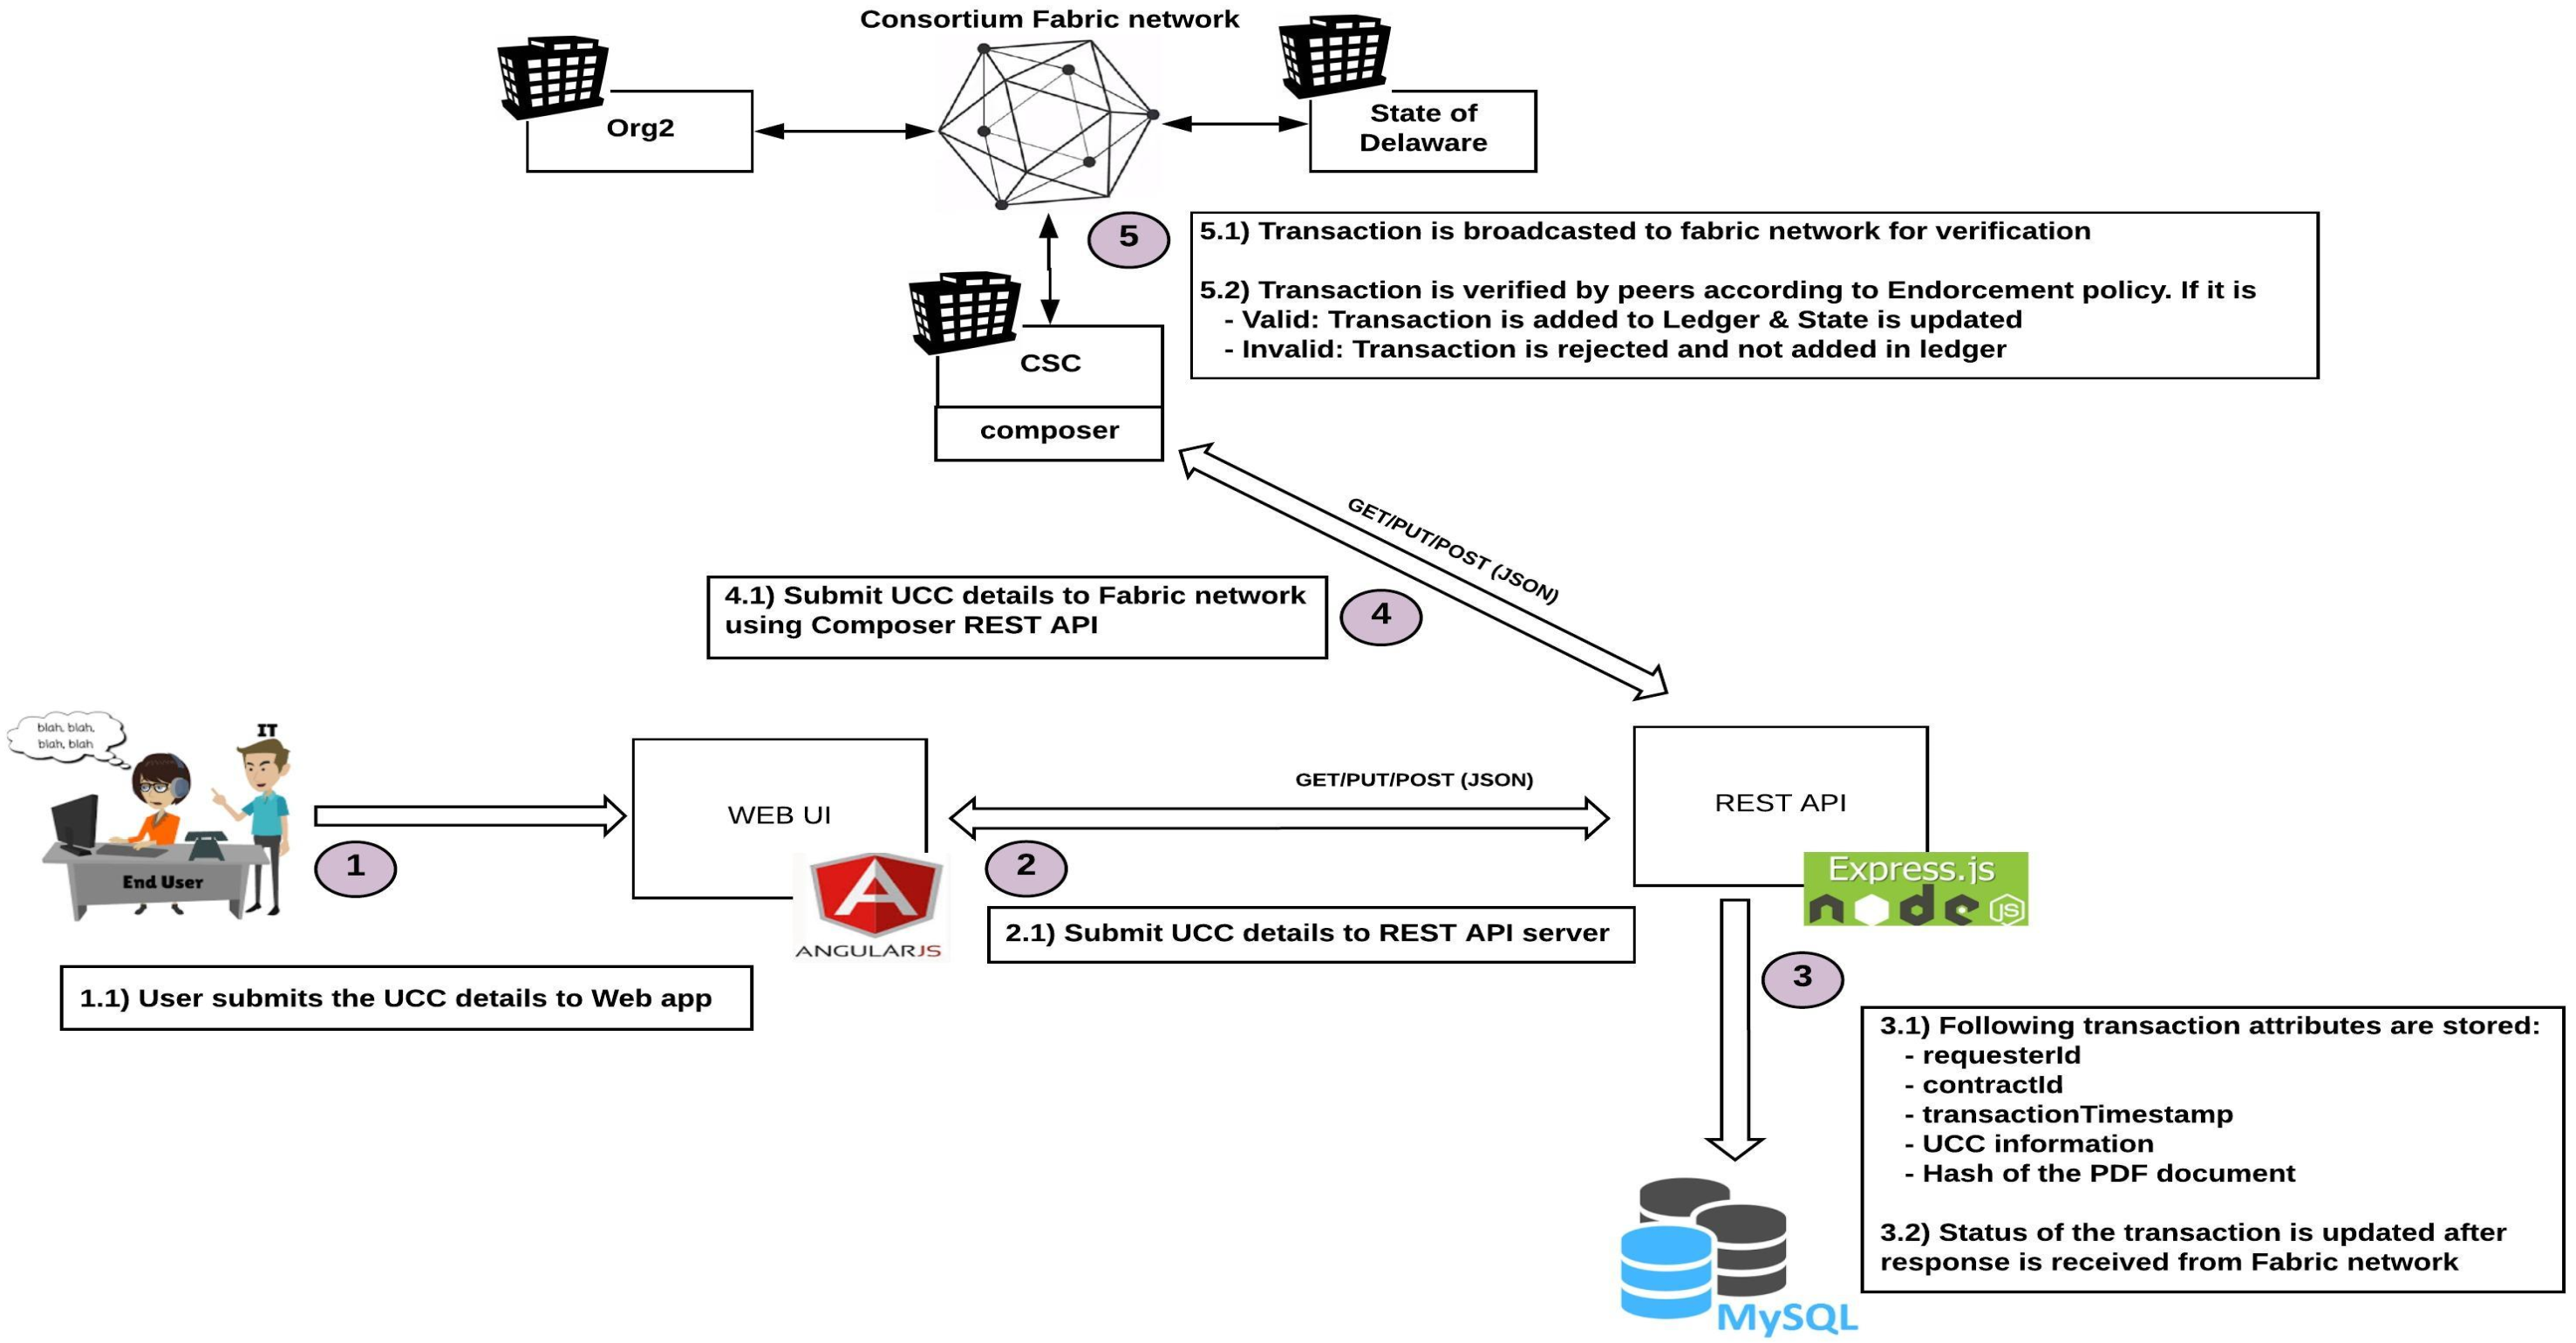 Consortium Fabric network
Org2
State of
Delaware
5
5.1) Transaction is broadcasted to fabric network for verification
5.2) Transaction is verified by peers according to Endorcement policy. If it is
- Valid: Transaction is added to Ledger & State is updated
- Invalid: Transaction is rejected and not added in ledger
CSC
composer
GET/PUT/POST (JSON)
4.1) Submit UCC details to Fabric network
using Composer REST API
4
blah, blah,
blah, blah
IT
End User
1
WEB UI
ANGULARJS
GET/PUT/POST (JSON)
2
2.1) Submit UCC details to REST API server
REST API
Express.js
node
JS
1.1) User submits the UCC details to Web app
3
3.1) Following transaction attributes are stored:
- requesterId
- contractId
- transactionTimestamp
- UCC information
- Hash of the PDF document
3.2) Status of the transaction is updated after
response is received from Fabric network
MySQL